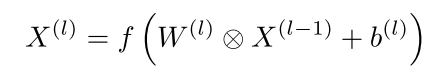 X^{(l)} = f\left(W^{(l)} \otimes X^{(l-1)} + b^{(l)}\right)